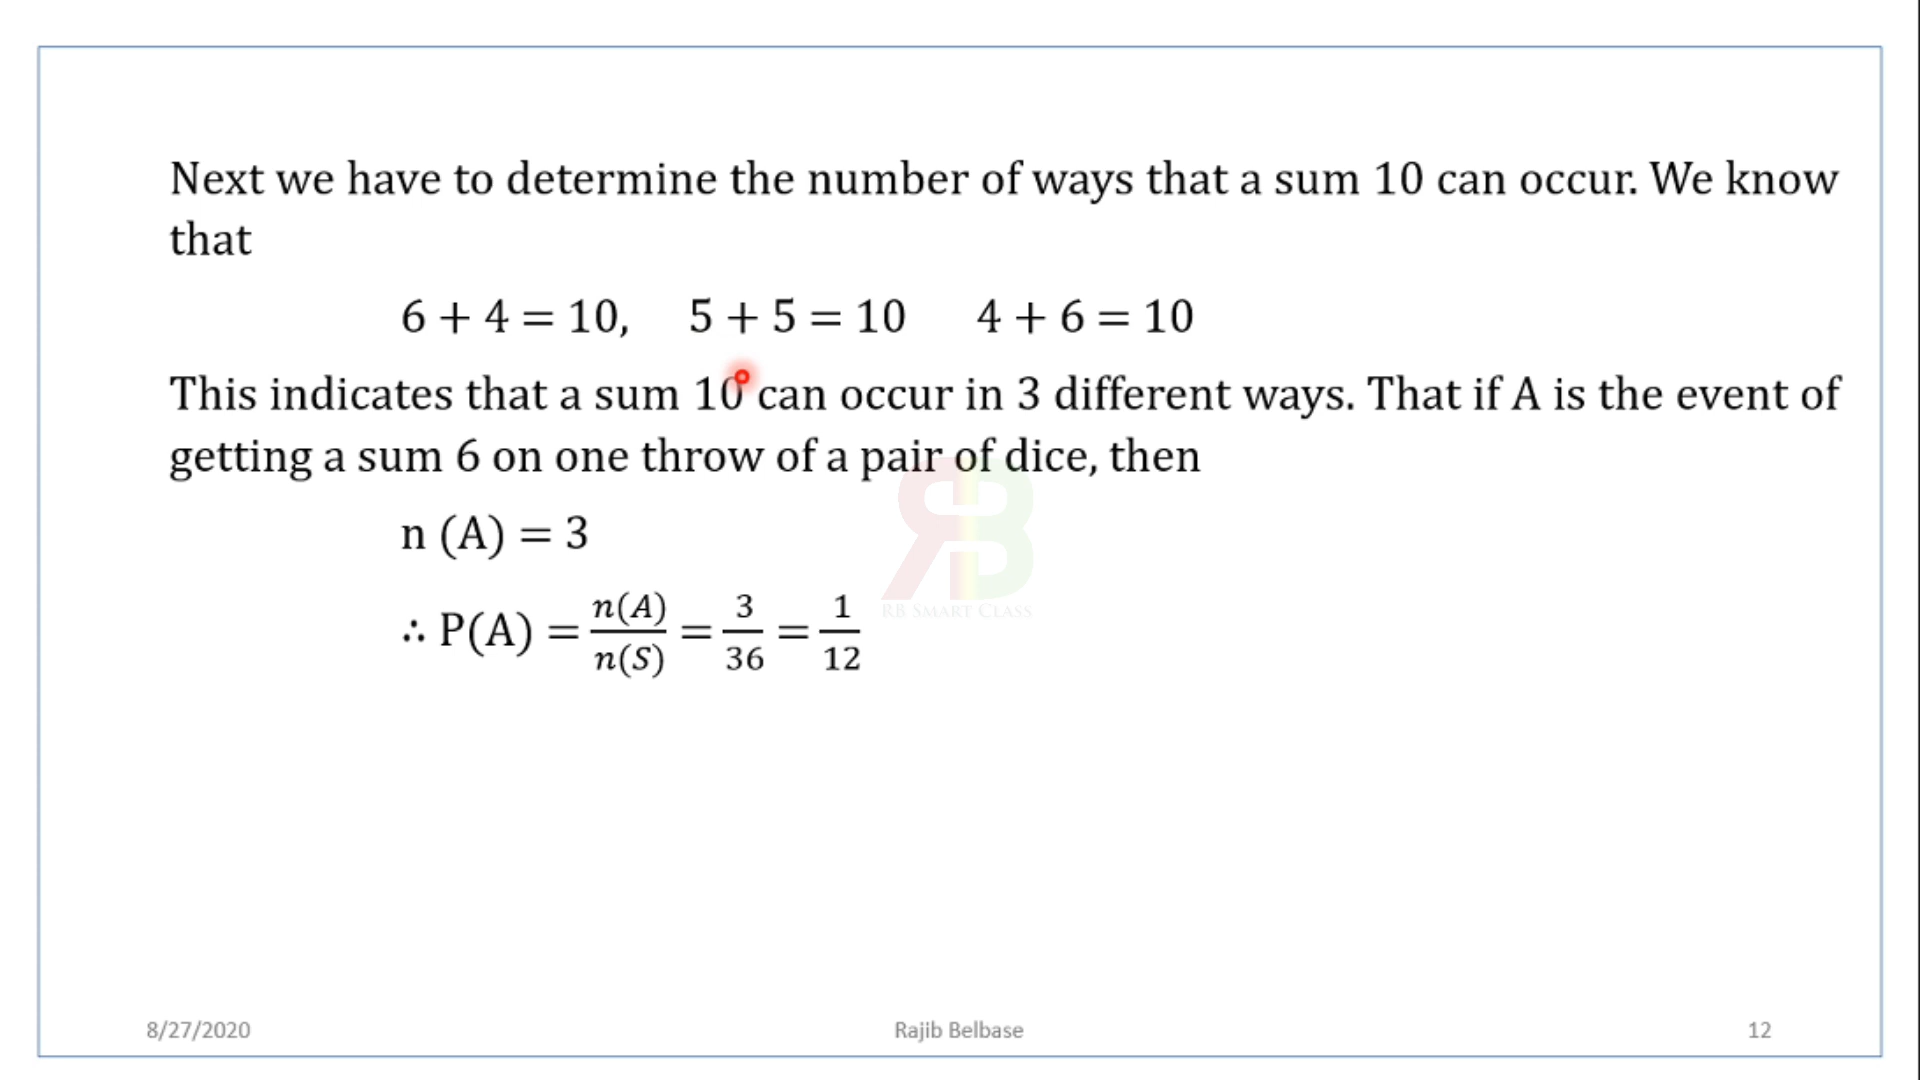 Next we have to determine the number of ways that a sum 10 can occur. We know
that
6 + 4 = 10, 5 + 5 = 10 4 + 6 = 10
This indicates that a sum 10 can occur in 3 different ways. That if A is the event of
getting a sum 6 on one throw of a pair of dice, then
n (A) = 3
∴ P(A) = n(A)/n(S) = 3/36 = 1/12
RB SMART CLASS
8/27/2020 Rajib Belbase 12